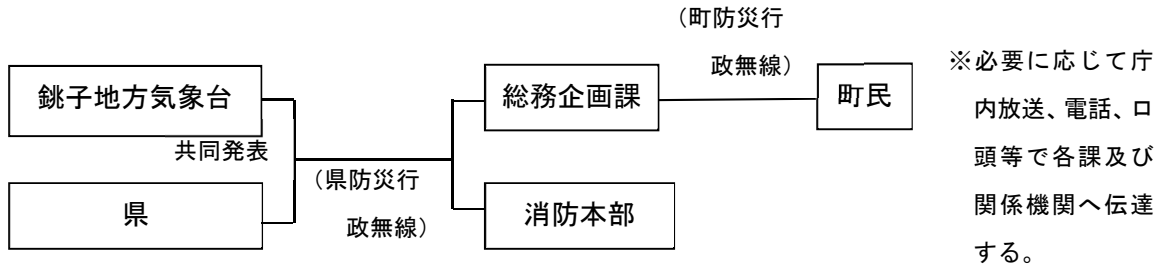 （町防災行
政無線）
銚子地方気象台
総務企画課
町民
共同発表
（県防災行
政無線）
県
消防本部
※必要に応じて庁
内放送、電話、口
頭等で各課及び
関係機関へ伝達
する。